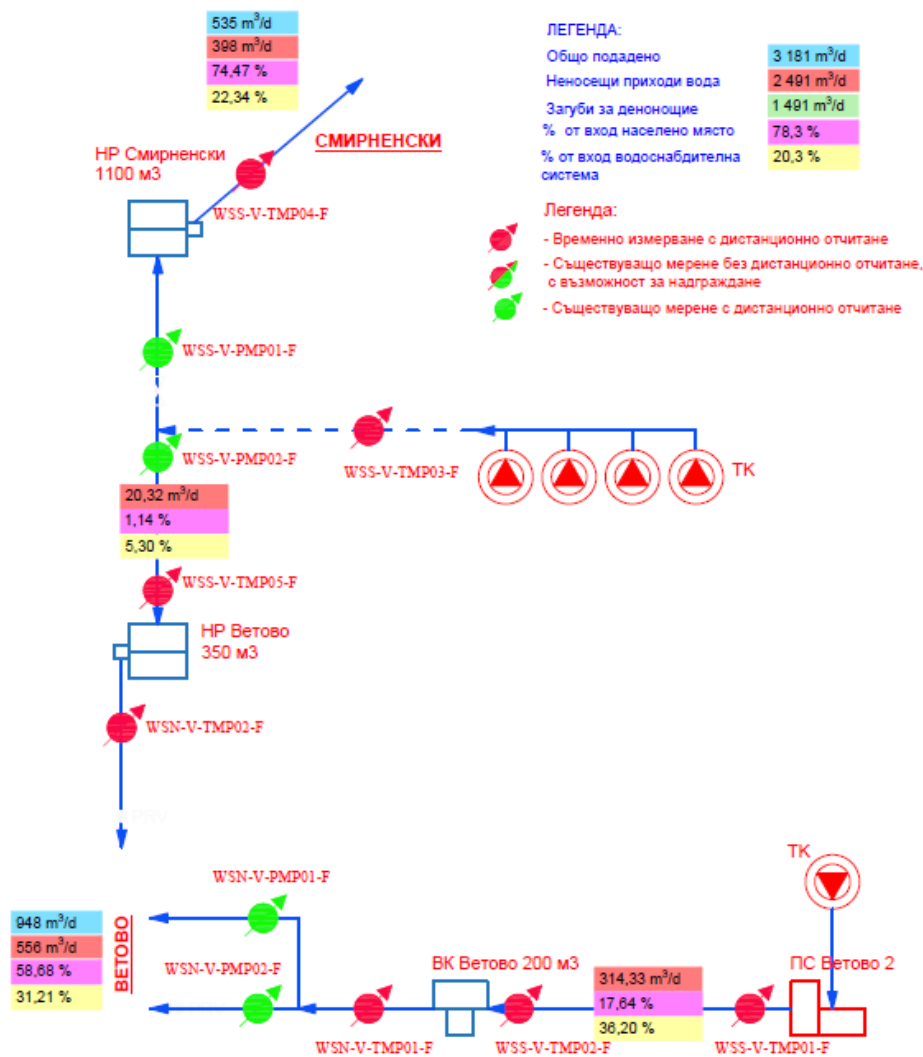 535 m³/d
398 m³/d
74,47 %
22,34 %
ЛЕГЕНДА:
Общо подадено
3 181 m³/d
Неносещи приходи вода
2 491 m³/d
Загуби за денонощие
1 491 m³/d
% от вход населено място
78,3 %
% от вход водоснабдителна
система
20,3 %
СМИРНЕНСКИ
НР Смирненски
1100 м3
WSS-V-TMP04-F
Легенда:
- Временно измерване с дистанционно отчитане
- Съществуващо мерене без дистанционно отчитане,
с възможност за надграждане
- Съществуващо мерене с дистанционно отчитане
WSS-V-PMP01-F
WSS-V-PMP02-F
WSS-V-TMP03-F
ТК
20,32 m³/d
1,14 %
5,30 %
WSS-V-TMP05-F
НР Ветово
350 м3
WSN-V-TMP02-F
PRV
ТК
WSN-V-PMP01-F
948 m³/d
556 m³/d
58,68 %
31,21 %
ВЕТОВО
WSN-V-PMP02-F
ВК Ветово 200 м3
314,33 m³/d
17,64 %
36,20 %
ПС Ветово 2
WSN-V-TMP01-F
WSS-V-TMP02-F
WSS-V-TMP01-F